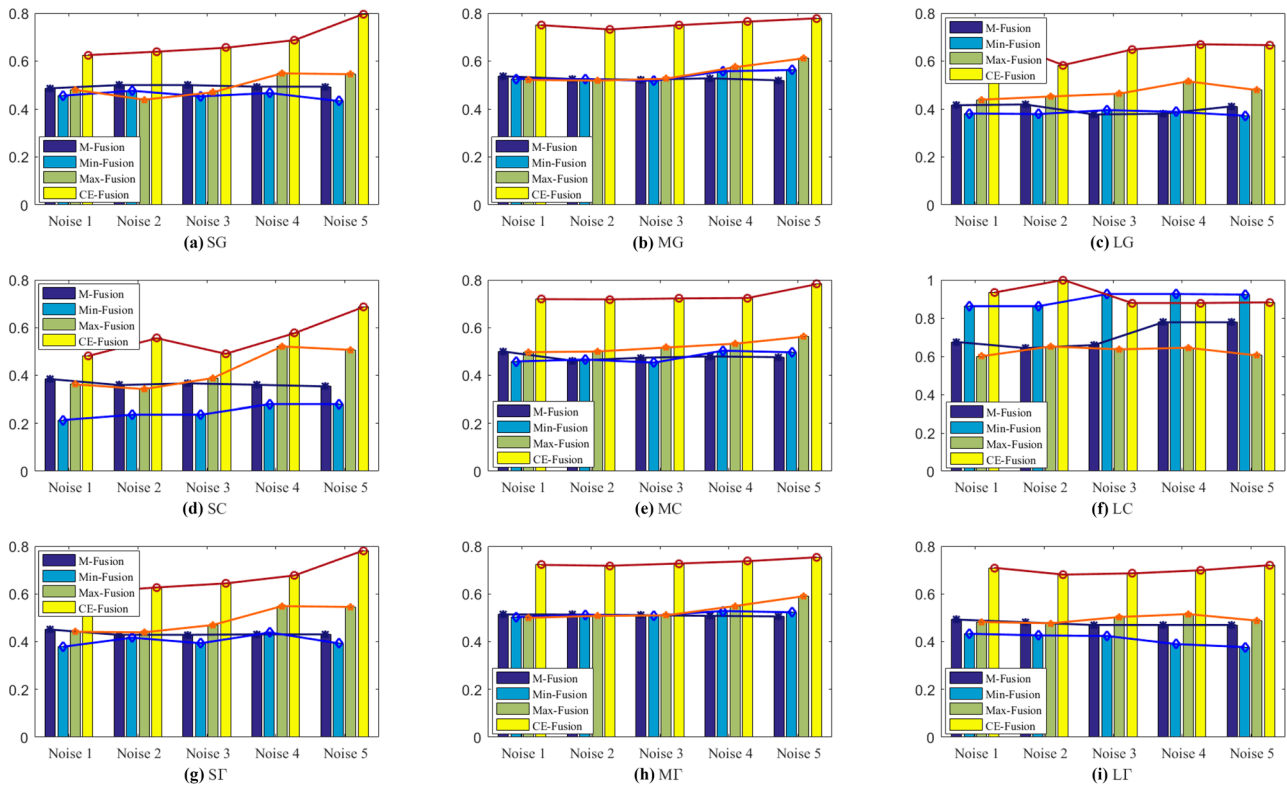 0.8
0.6
0.4
0.2
0
M-Fusion
Min-Fusion
Max-Fusion
CE-Fusion
Noise 1 Noise 2 Noise 3 Noise 4 Noise 5
(a) SG
0.8
0.6
0.4
0.2
0
M-Fusion
Min-Fusion
Max-Fusion
CE-Fusion
Noise 1 Noise 2 Noise 3 Noise 4 Noise 5
(b) MG
0.8
0.6
0.4
0.2
0
M-Fusion
Min-Fusion
Max-Fusion
CE-Fusion
Noise 1 Noise 2 Noise 3 Noise 4 Noise 5
(c) LG
0.8
0.6
0.4
0.2
0
M-Fusion
Min-Fusion
Max-Fusion
CE-Fusion
Noise 1 Noise 2 Noise 3 Noise 4 Noise 5
(d) SC
0.8
0.6
0.4
0.2
0
M-Fusion
Min-Fusion
Max-Fusion
CE-Fusion
Noise 1 Noise 2 Noise 3 Noise 4 Noise 5
(e) MC
1
0.8
0.6
0.4
0.2
0
M-Fusion
Min-Fusion
Max-Fusion
CE-Fusion
Noise 1 Noise 2 Noise 3 Noise 4 Noise 5
(f) LC
0.8
0.6
0.4
0.2
0
M-Fusion
Min-Fusion
Max-Fusion
CE-Fusion
Noise 1 Noise 2 Noise 3 Noise 4 Noise 5
(g) SΓ
0.8
0.6
0.4
0.2
0
M-Fusion
Min-Fusion
Max-Fusion
CE-Fusion
Noise 1 Noise 2 Noise 3 Noise 4 Noise 5
(h) MΓ
0.8
0.6
0.4
0.2
0
M-Fusion
Min-Fusion
Max-Fusion
CE-Fusion
Noise 1 Noise 2 Noise 3 Noise 4 Noise 5
(i) LΓ